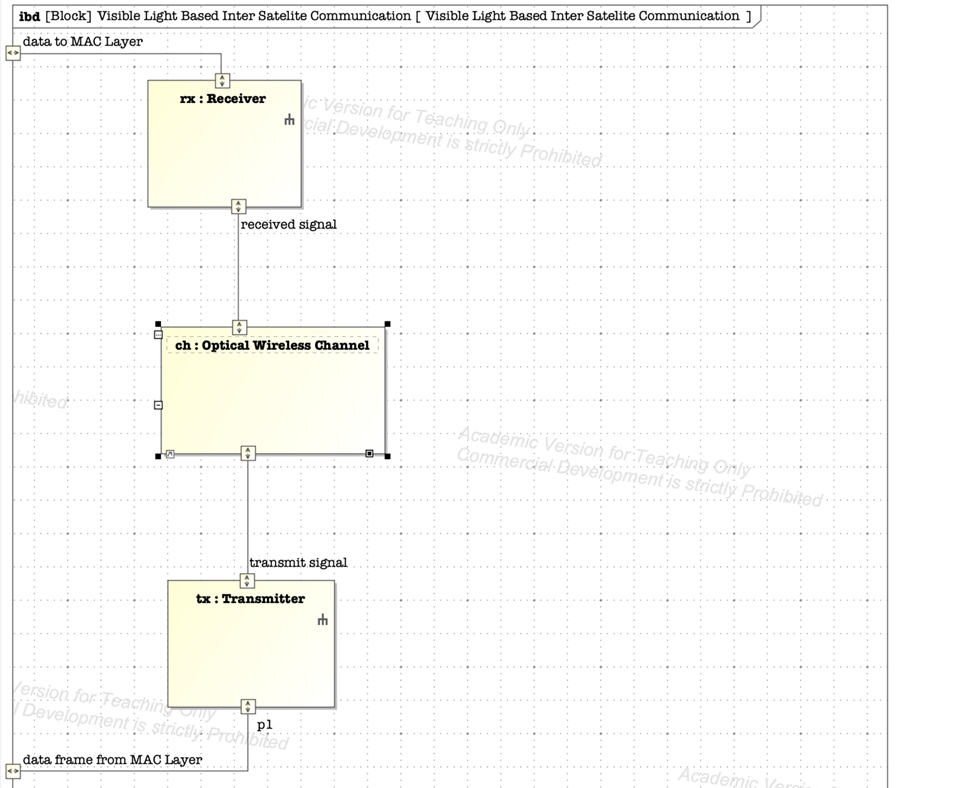 ibd [Block] Visible Light Based Inter Satelite Communication [ Visible Light Based Inter Satelite Communication ]
data to MAC Layer
rx : Receiver
Version for Teaching Only
Development is strictly Prohibited
received signal
ch : Optical Wireless Channel
Academic Version for Teaching Only
Commercial Development is strictly Prohibited
transmit signal
tx : Transmitter
Version for Teaching Only
Development is strictly Prohibited
p1
data frame from MAC Layer
Academic